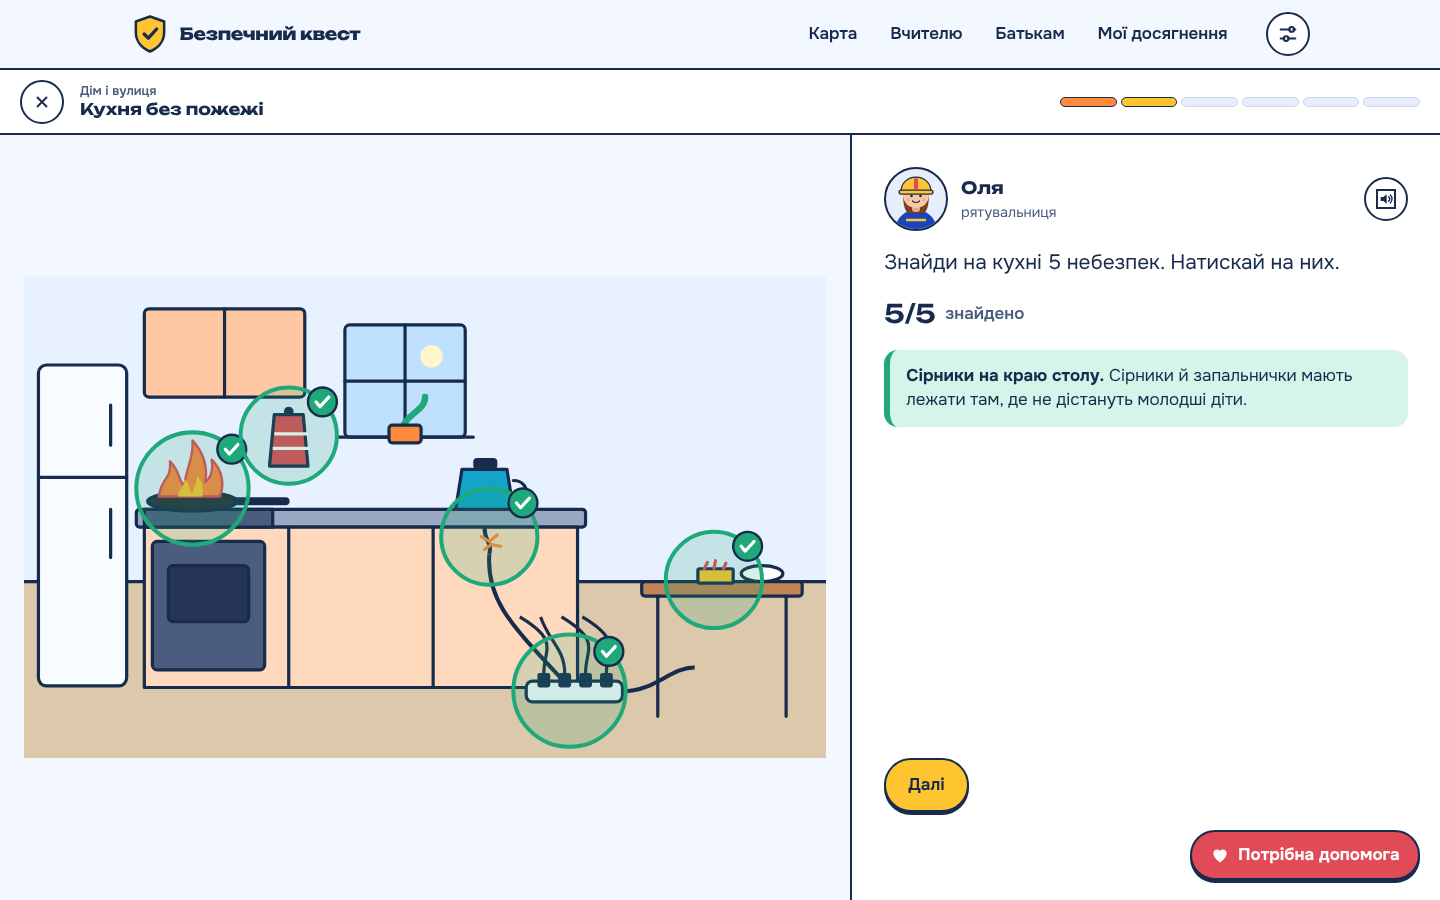 Безпечний квест
Карта
Вчителю
Батькам
Мої досягнення
Дім і вулиця
Кухня без пожежі
Оля
рятувальниця
Знайди на кухні 5 небезпек. Натискай на них.
5/5 знайдено
Сірники на краю столу. Сірники й запальнички мають
лежати там, де не дістануть молодші діти.
Далі
Потрібна допомога